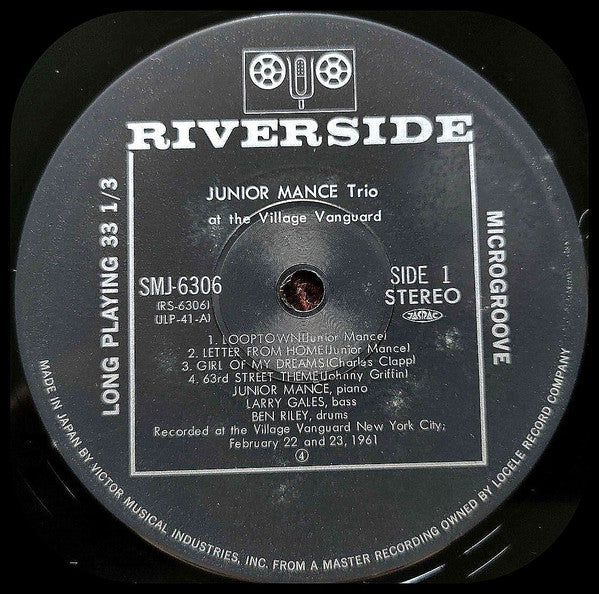 RIVERSIDE
JUNIOR MANCE Trio
at the Village Vanguard
LONG PLAYING 33 1/3
MICROGROOVE
SMJ-6306
(RS-6306)
(JLP-41-A)
SIDE 1
STEREO
JASRAC
1. LOOPTOWN(Junior Mance)
2. LETTER FROM HOME(Junior Mance)
3. GIRL OF MY DREAMS(Charles Clapp)
4. 63rd STREET THEME(Johnny Griffin)
JUNIOR MANCE, piano
LARRY GALES, bass
BEN RILEY, drums
Recorded at the Village Vanguard New York City;
February 22 and 23, 1961
④
MADE IN JAPAN BY VICTOR MUSICAL INDUSTRIES, INC. FROM A MASTER RECORDING OWNED BY LOCELE RECORD COMPANY